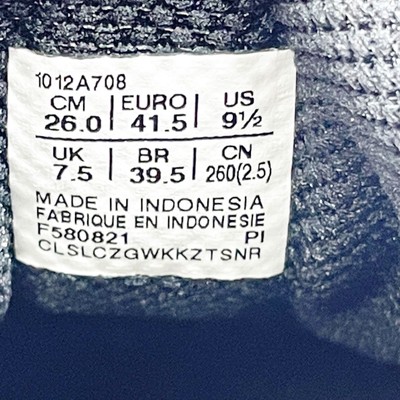 1012A708
CM | EURO | US
26.0 | 41.5 | 9½
UK | BR | CN
7.5 | 39.5 | 260(2.5)
MADE IN INDONESIA
FABRIQUE EN INDONESIE
F580821 PI
CLSLCZGWKKZTSNR